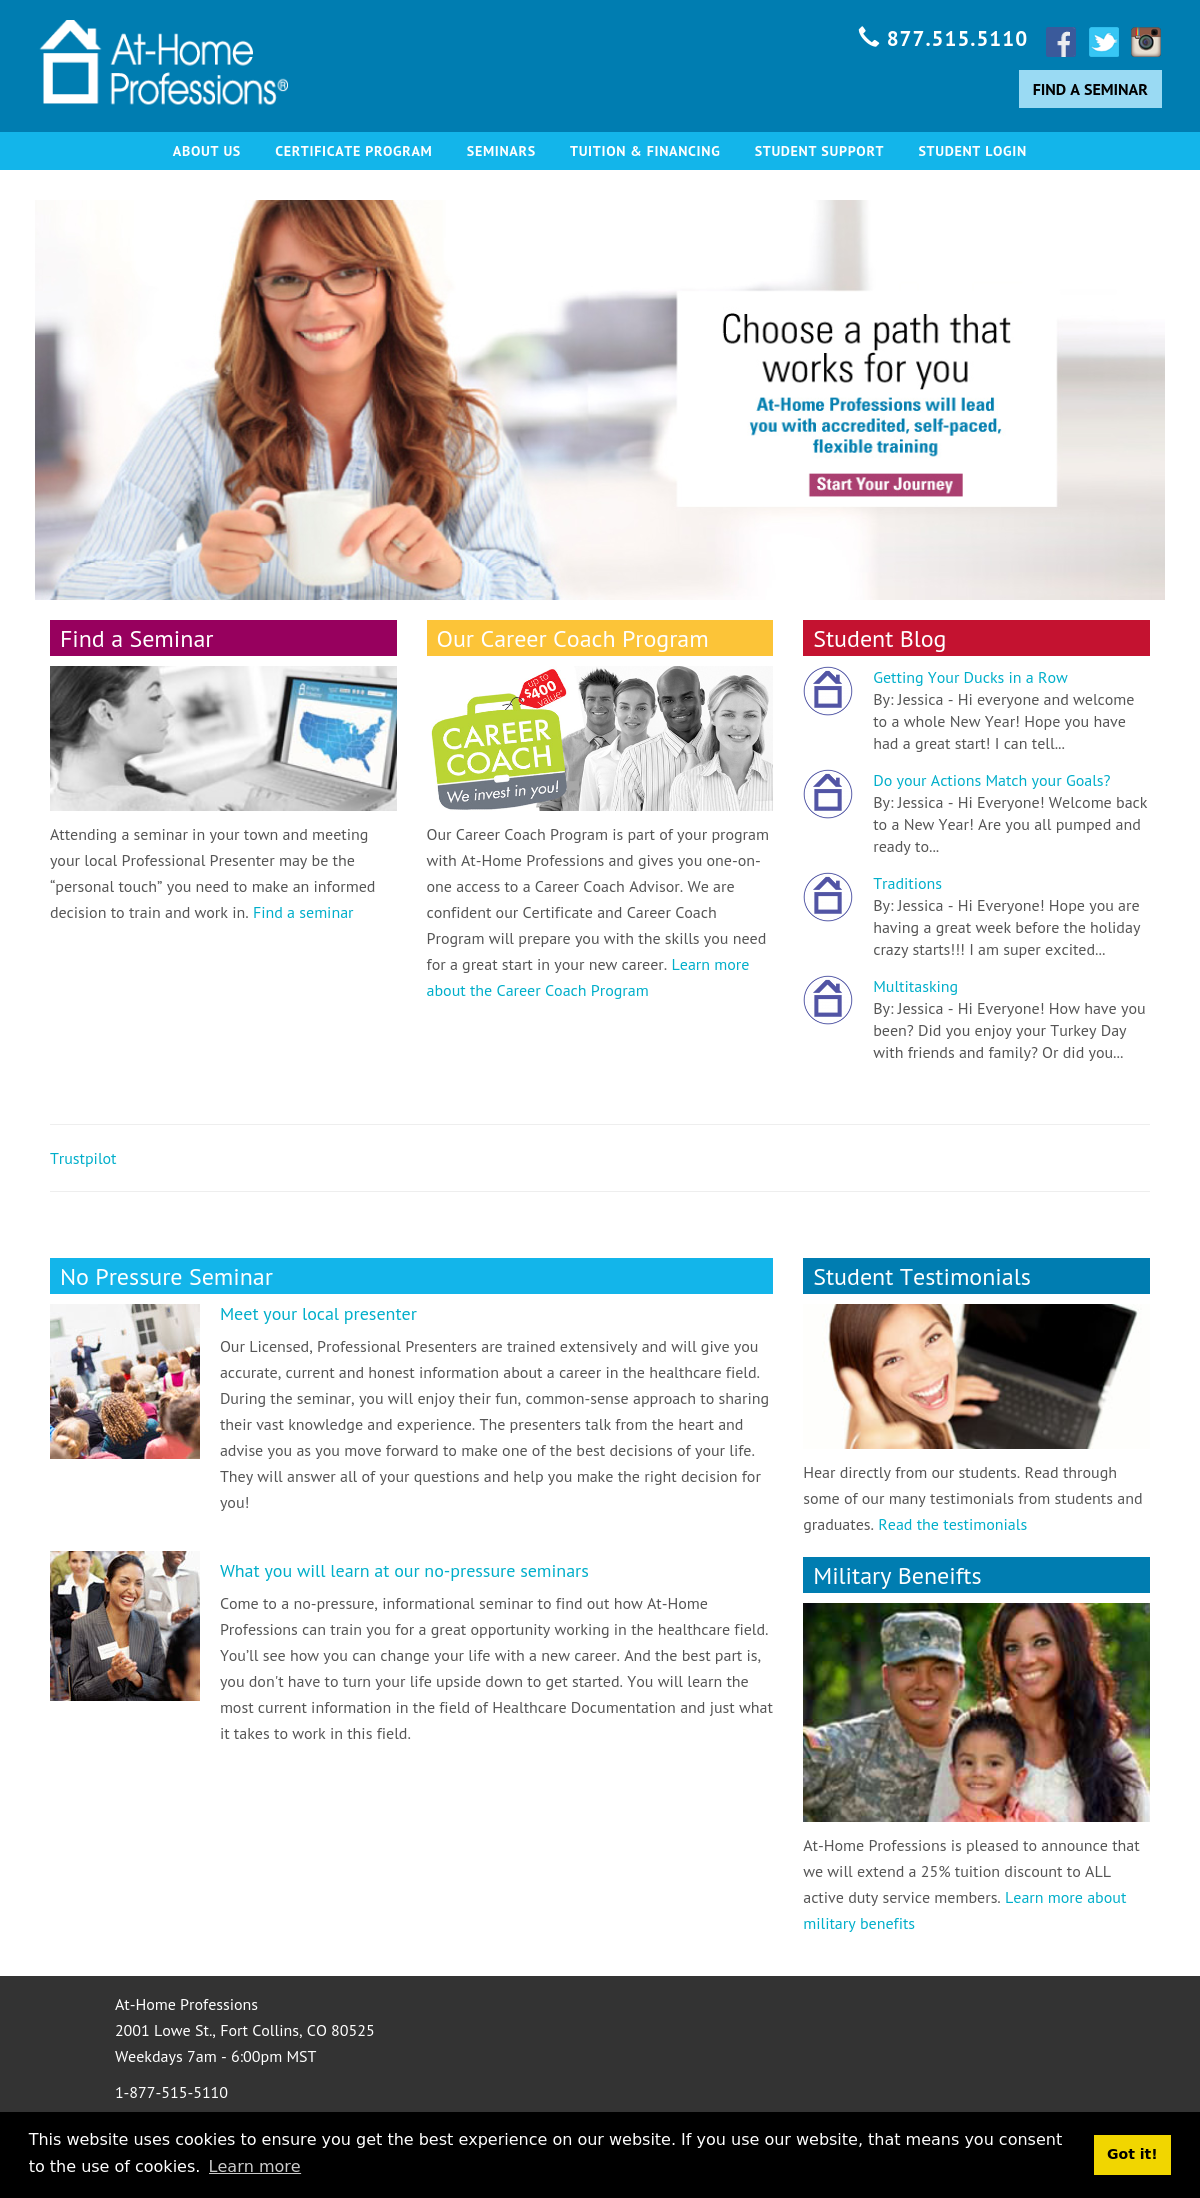 At-Home
Professions®
877.515.5110
FIND A SEMINAR
ABOUT US
CERTIFICATE PROGRAM
SEMINARS
TUITION & FINANCING
STUDENT SUPPORT
STUDENT LOGIN
Choose a path that
works for you
At-Home Professions will lead
you with accredited, self-paced,
flexible training
Start Your Journey
Find a Seminar
Attending a seminar in your town and meeting
your local Professional Presenter may be the
“personal touch” you need to make an informed
decision to train and work in. Find a seminar
Our Career Coach Program
up to
$400
Value*
CAREER
COACH
We invest in you!
Our Career Coach Program is part of your program
with At-Home Professions and gives you one-on-
one access to a Career Coach Advisor. We are
confident our Certificate and Career Coach
Program will prepare you with the skills you need
for a great start in your new career. Learn more
about the Career Coach Program
Student Blog
Getting Your Ducks in a Row
By: Jessica - Hi everyone and welcome
to a whole New Year! Hope you have
had a great start! I can tell...
Do your Actions Match your Goals?
By: Jessica - Hi Everyone! Welcome back
to a New Year! Are you all pumped and
ready to...
Traditions
By: Jessica - Hi Everyone! Hope you are
having a great week before the holiday
crazy starts!!! I am super excited...
Multitasking
By: Jessica - Hi Everyone! How have you
been? Did you enjoy your Turkey Day
with friends and family? Or did you...
Trustpilot
No Pressure Seminar
Meet your local presenter
Our Licensed, Professional Presenters are trained extensively and will give you
accurate, current and honest information about a career in the healthcare field.
During the seminar, you will enjoy their fun, common-sense approach to sharing
their vast knowledge and experience. The presenters talk from the heart and
advise you as you move forward to make one of the best decisions of your life.
They will answer all of your questions and help you make the right decision for
you!
What you will learn at our no-pressure seminars
Come to a no-pressure, informational seminar to find out how At-Home
Professions can train you for a great opportunity working in the healthcare field.
You'll see how you can change your life with a new career. And the best part is,
you don't have to turn your life upside down to get started. You will learn the
most current information in the field of Healthcare Documentation and just what
it takes to work in this field.
Student Testimonials
Hear directly from our students. Read through
some of our many testimonials from students and
graduates. Read the testimonials
Military Beneifts
At-Home Professions is pleased to announce that
we will extend a 25% tuition discount to ALL
active duty service members. Learn more about
military benefits
At-Home Professions
2001 Lowe St., Fort Collins, CO 80525
Weekdays 7am - 6:00pm MST
1-877-515-5110
This website uses cookies to ensure you get the best experience on our website. If you use our website, that means you consent
to the use of cookies. Learn more
Got it!